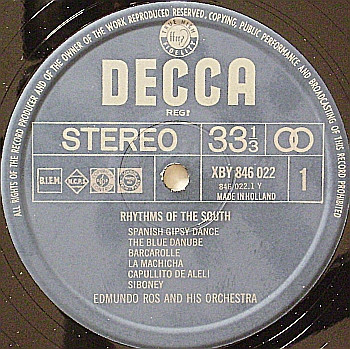 ALL RIGHTS OF THE RECORD PRODUCER AND OF THE OWNER OF THE WORK REPRODUCED RESERVED, COPYING, PUBLIC PERFORMANCE AND BROADCASTING OF THIS RECORD PROHIBITED
DECCA
REGD
STEREO 33 1/3
B.I.E.M. XBY 846 022 1
846 022.1 Y
MADE IN HOLLAND
RHYTHMS OF THE SOUTH
SPANISH GIPSY DANCE
THE BLUE DANUBE
BARCAROLLE
LA MACHICHA
CAPULLITO DE ALELI
SIBONEY
EDMUNDO ROS AND HIS ORCHESTRA